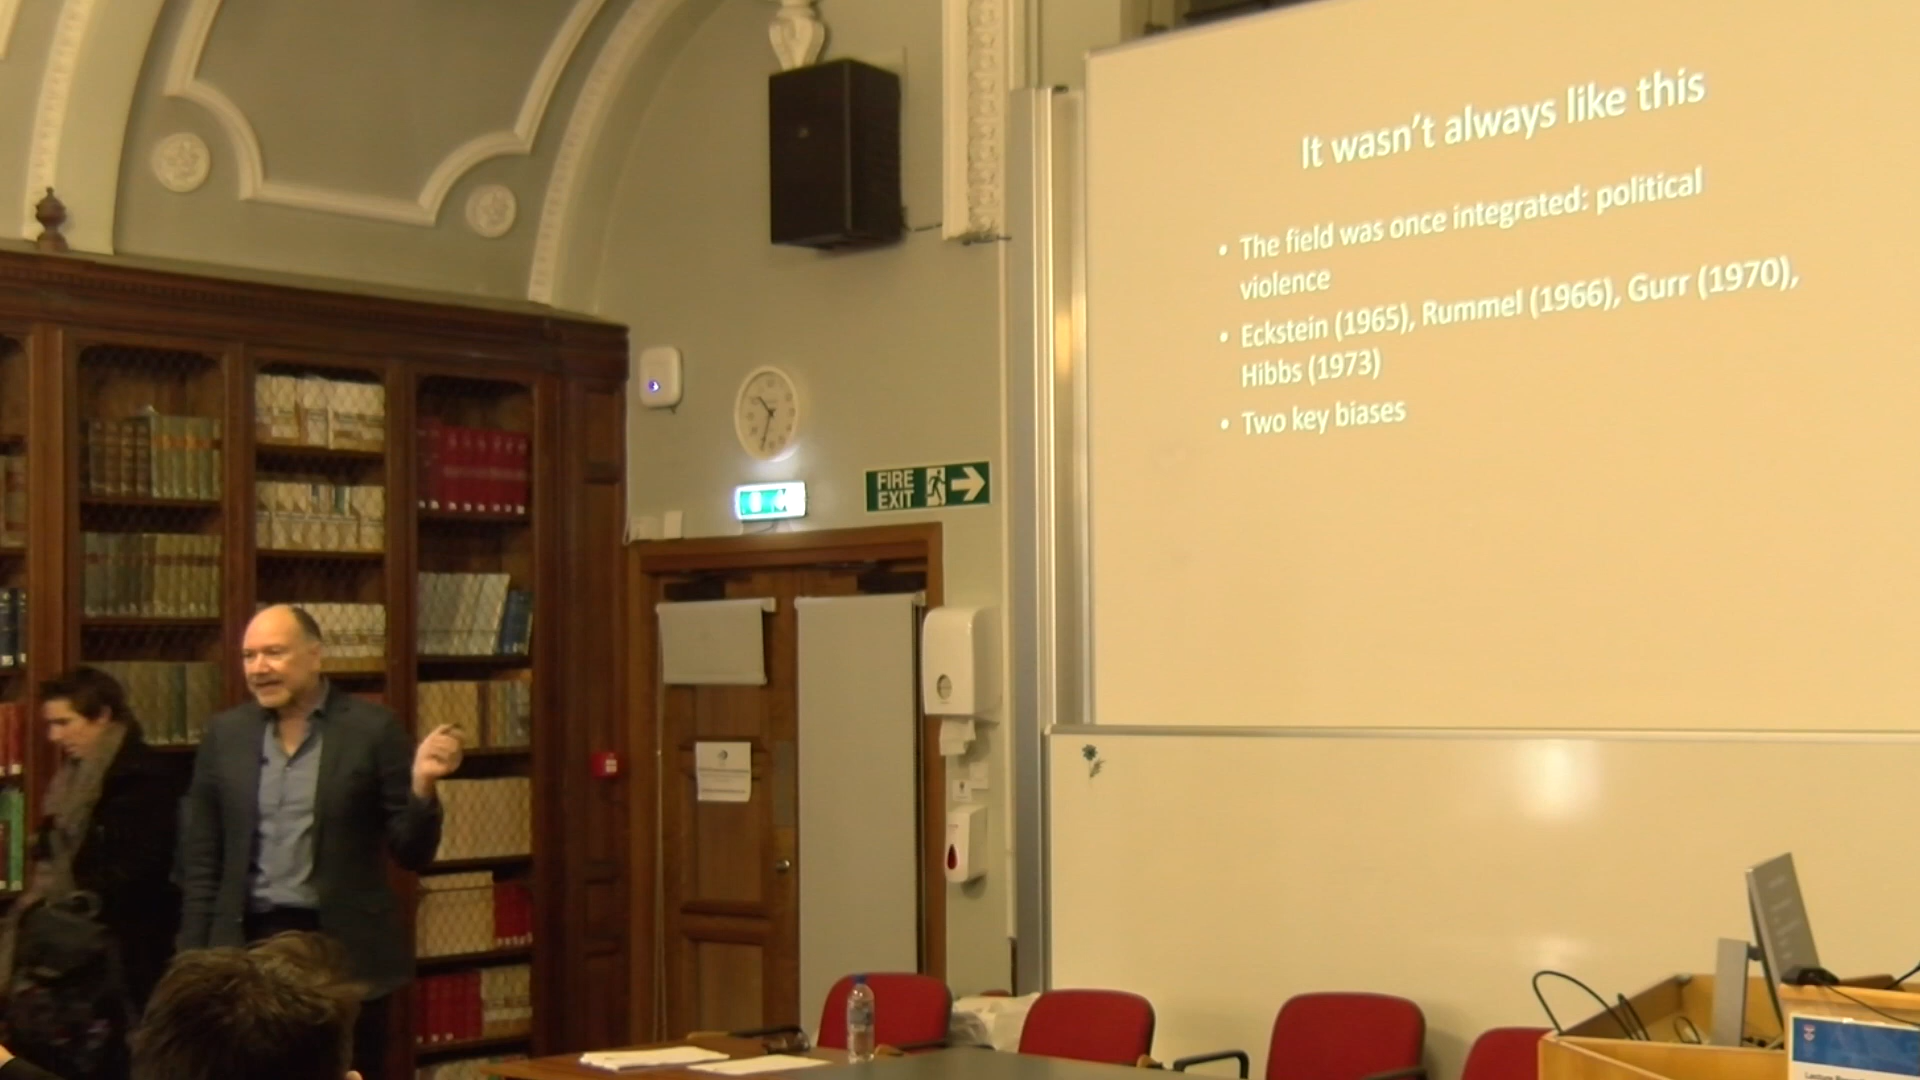 It wasn't always like this
• The field was once integrated: political
violence
• Eckstein (1965), Rummel (1966), Gurr (1970),
Hibbs (1973)
• Two key biases
FIRE
EXIT